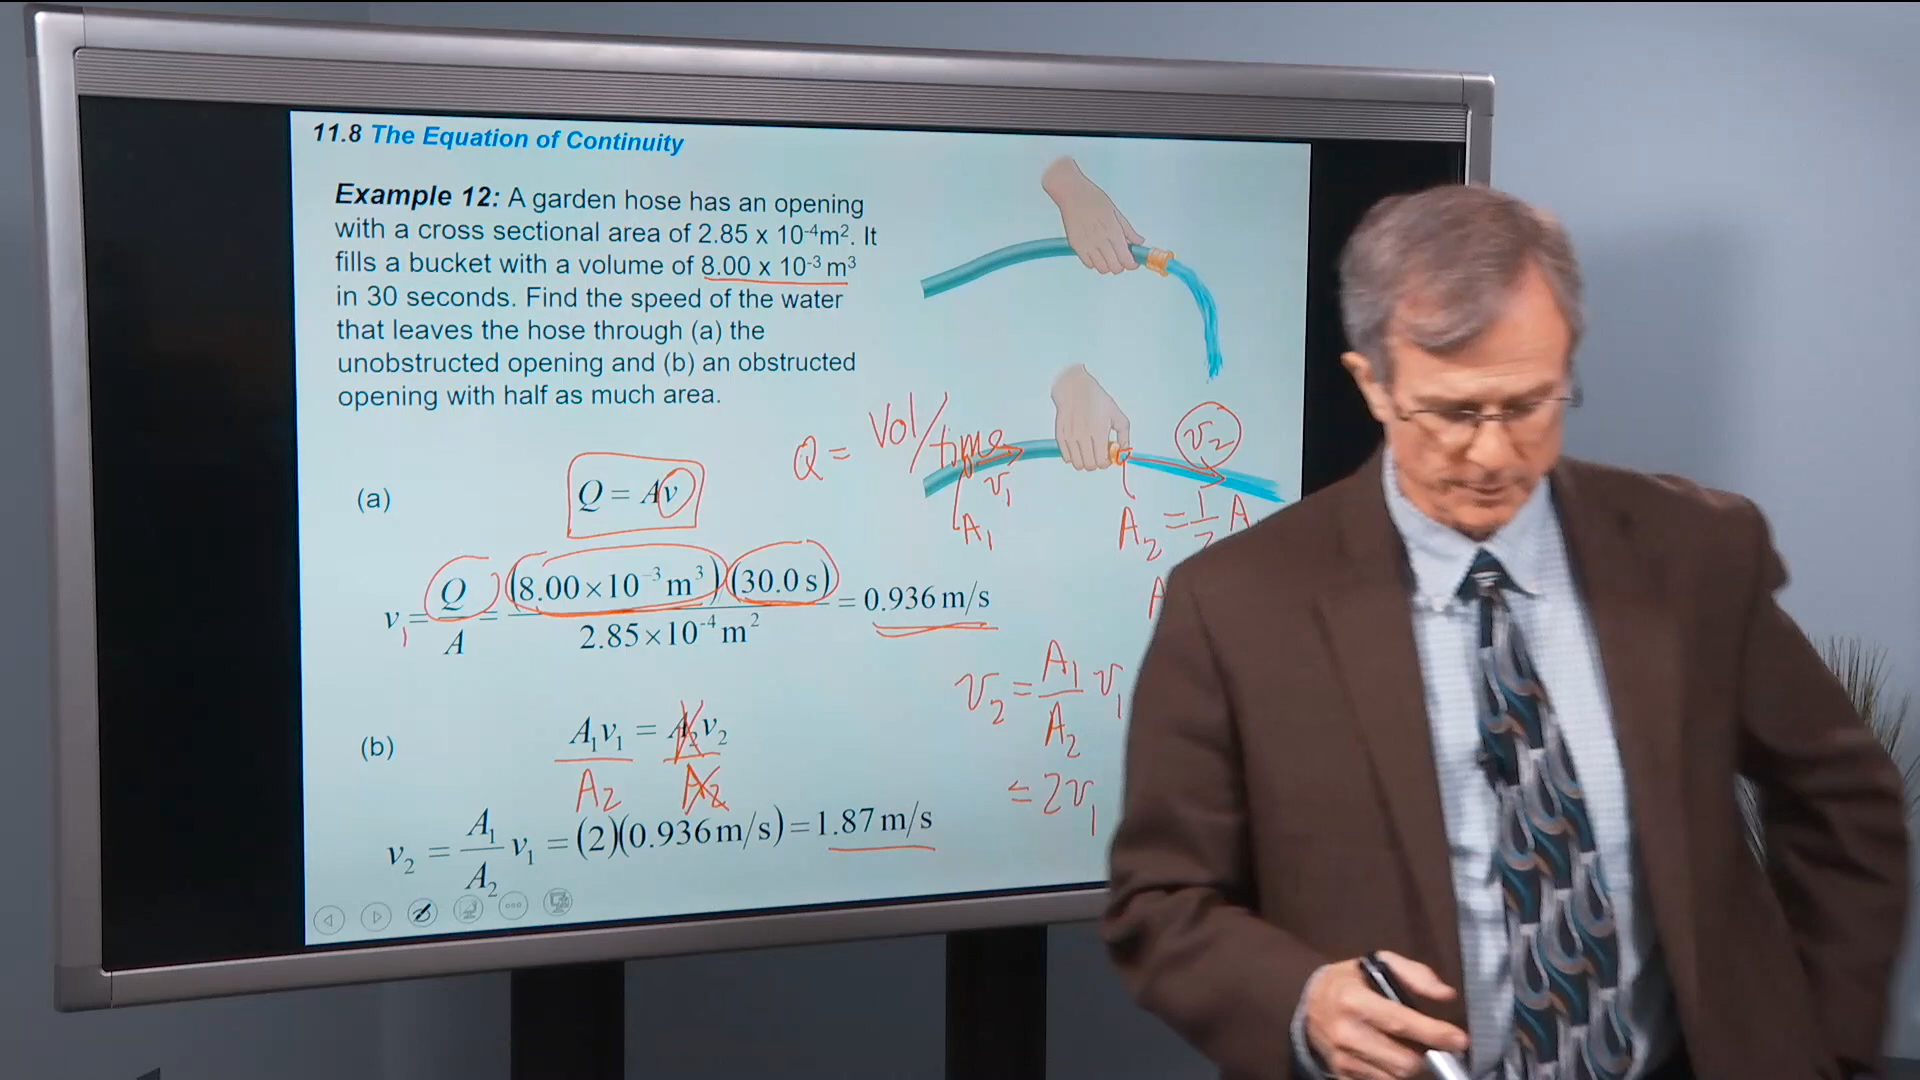 11.8 The Equation of Continuity
Example 12: A garden hose has an opening
with a cross sectional area of 2.85 x 10⁻⁴m². It
fills a bucket with a volume of 8.00 x 10⁻³ m³
in 30 seconds. Find the speed of the water
that leaves the hose through (a) the
unobstructed opening and (b) an obstructed
opening with half as much area.
Q = Vol/time
v₂
v₁
A₁
A₂ = 1/2 A
(a)
Q = Av
v₁ = Q/A = (8.00×10⁻³ m³)(30.0 s) / 2.85×10⁻⁴ m² = 0.936 m/s
v₂ = A₁/A₂ v₁
= 2v₁
(b)
A₁v₁ = A₂v₂
A₂ A₂
v₂ = A₁/A₂ v₁ = (2)(0.936 m/s) = 1.87 m/s